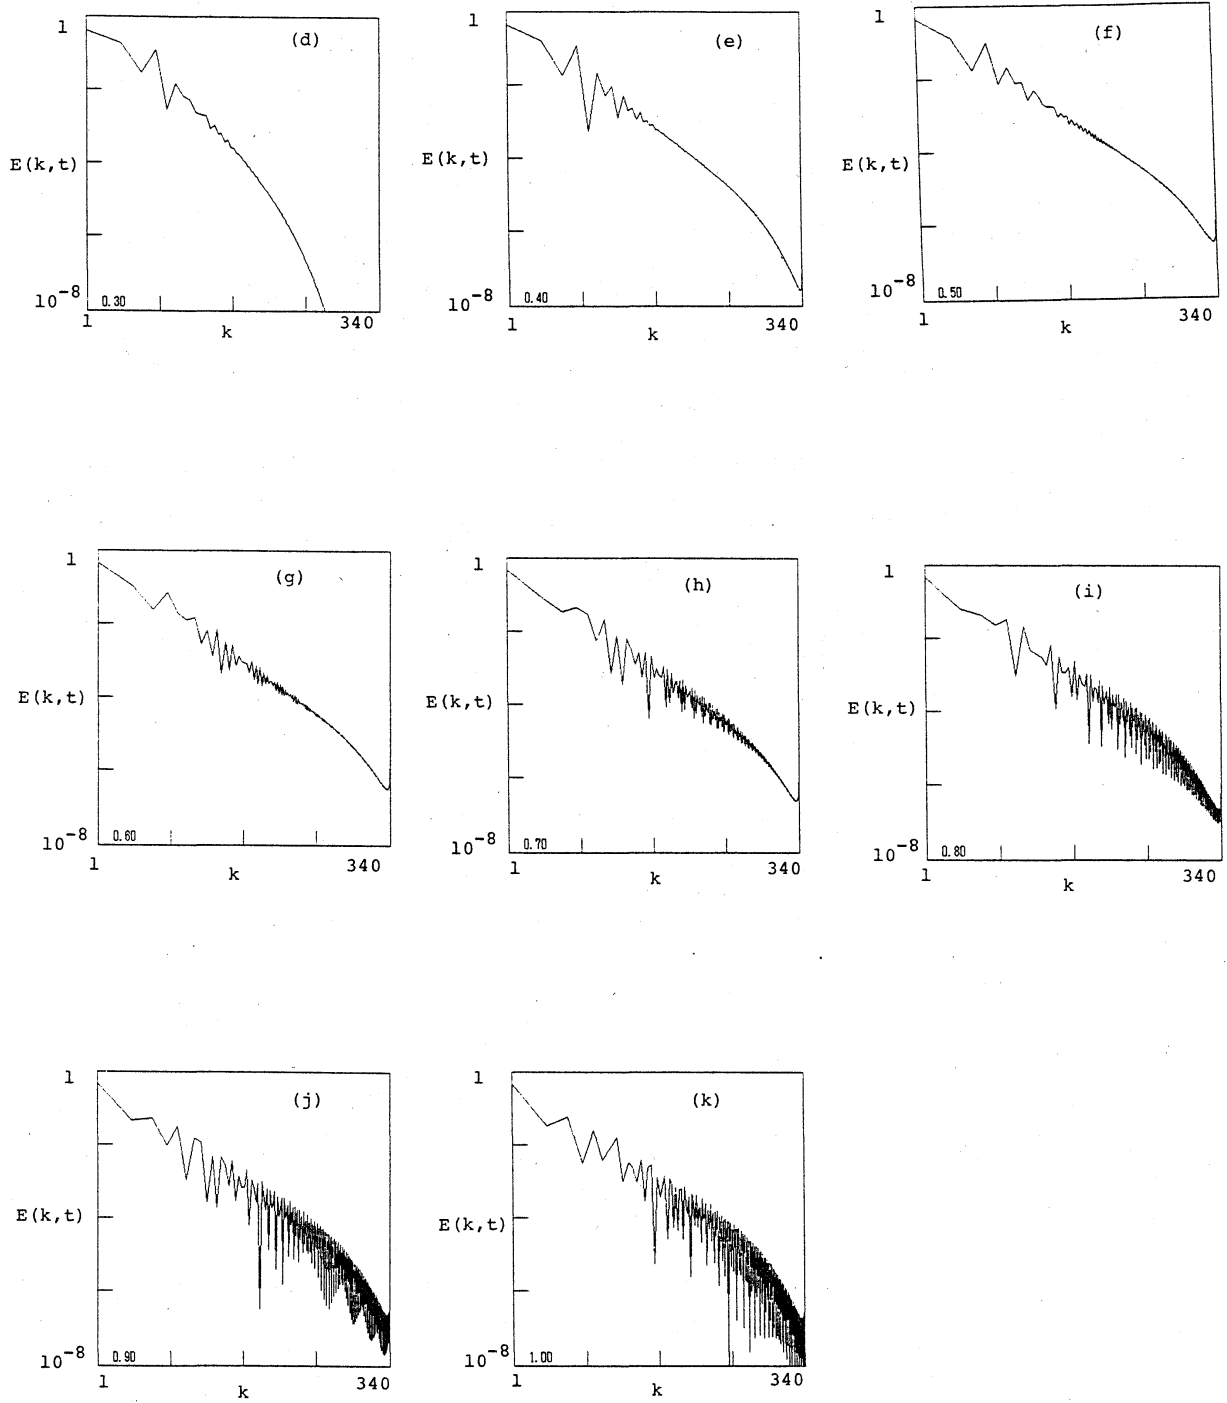 1
(d)
E(k,t)
10-8
0.30
1
340
k
1
(e)
E(k,t)
10-8
0.40
1
340
k
1
(f)
E(k,t)
10-8
0.50
1
340
k
1
(g)
E(k,t)
10-8
0.60
1
340
k
1
(h)
E(k,t)
10-8
0.70
1
340
k
1
(i)
E(k,t)
10-8
0.80
1
340
k
1
(j)
E(k,t)
10-8
0.90
1
340
k
1
(k)
E(k,t)
10-8
1.00
1
340
k